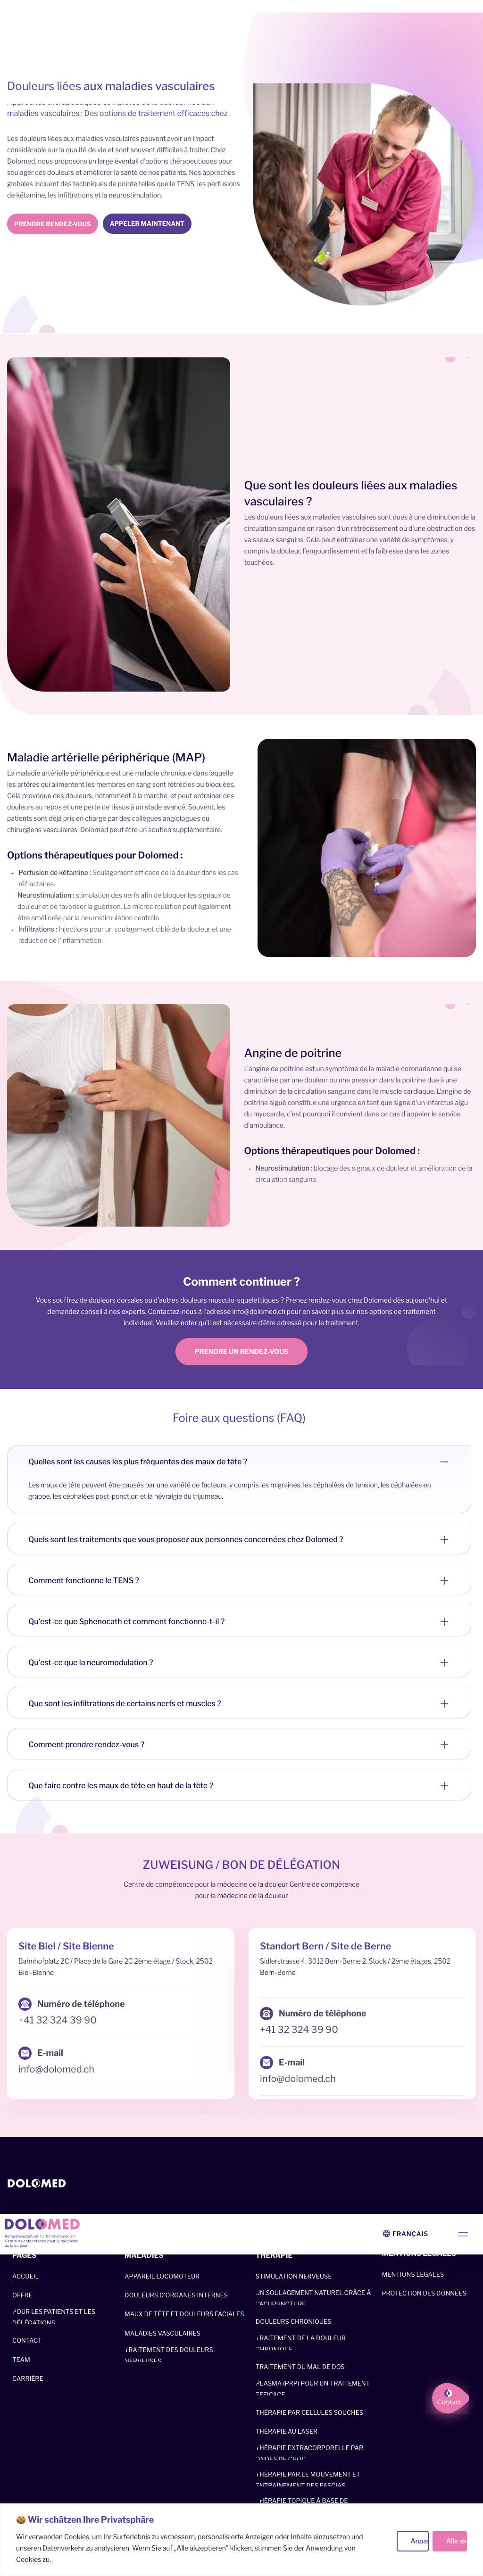 Douleurs liées aux maladies vasculaires
maladies vasculaires : Des options de traitement efficaces chez
Les douleurs liées aux maladies vasculaires peuvent avoir un impact
considérable sur la qualité de vie et sont souvent difficiles à traiter. Chez
Dolomed, nous proposons un large éventail d'options thérapeutiques pour
soulager ces douleurs et améliorer la santé de nos patients. Nos approches
globales incluent des techniques de pointe telles que le TENS, les perfusions
de kétamine, les infiltrations et la neurostimulation.
PRENDRE RENDEZ-VOUS
APPELER MAINTENANT
Que sont les douleurs liées aux maladies
vasculaires ?
Les douleurs liées aux maladies vasculaires sont dues à une diminution de la
circulation sanguine en raison d'un rétrécissement ou d'une obstruction des
vaisseaux sanguins. Cela peut entraîner une variété de symptômes, y
compris la douleur, l'engourdissement et la faiblesse dans les zones
touchées.
Maladie artérielle périphérique (MAP)
La maladie artérielle périphérique est une maladie chronique dans laquelle
les artères qui alimentent les membres en sang sont rétrécies ou bloquées.
Cela provoque des douleurs, notamment à la marche, et peut entraîner des
douleurs au repos et une perte de tissus à un stade avancé. Souvent, les
patients sont déjà pris en charge par des collègues angiologues ou
chirurgiens vasculaires. Dolomed peut être un soutien supplémentaire.
Options thérapeutiques pour Dolomed :
• Perfusion de kétamine : Soulagement efficace de la douleur dans les cas
réfractaires.
Neurostimulation : stimulation des nerfs afin de bloquer les signaux de
douleur et de favoriser la guérison. La microcirculation peut également
être améliorée par la neurostimulation centrale.
• Infiltrations : Injections pour un soulagement ciblé de la douleur et une
réduction de l'inflammation.
Angine de poitrine
L'angine de poitrine est un symptôme de la maladie coronarienne qui se
caractérise par une douleur ou une pression dans la poitrine due à une
diminution de la circulation sanguine dans le muscle cardiaque. L'angine de
poitrine aiguë constitue une urgence en tant que signe d'un infarctus aigu
du myocarde, c'est pourquoi il convient dans ce cas d'appeler le service
d'ambulance.
Options thérapeutiques pour Dolomed :
• Neurostimulation : blocage des signaux de douleur et amélioration de la
circulation sanguine.
Comment continuer ?
Vous souffrez de douleurs dorsales ou d'autres douleurs musculo-squelettiques ? Prenez rendez-vous chez Dolomed dès aujourd'hui et
demandez conseil à nos experts. Contactez-nous à l'adresse info@dolomed.ch pour en savoir plus sur nos options de traitement
individuel. Veuillez noter qu'il est nécessaire d'être adressé pour le traitement.
PRENDRE UN RENDEZ-VOUS
Foire aux questions (FAQ)
Quelles sont les causes les plus fréquentes des maux de tête ?
Les maux de tête peuvent être causés par une variété de facteurs, y compris les migraines, les céphalées de tension, les céphalées en
grappe, les céphalées post-ponction et la névralgie du trijumeau.
Quels sont les traitements que vous proposez aux personnes concernées chez Dolomed ?
Comment fonctionne le TENS ?
Qu'est-ce que Sphenocath et comment fonctionne-t-il ?
Qu'est-ce que la neuromodulation ?
Que sont les infiltrations de certains nerfs et muscles ?
Comment prendre rendez-vous ?
Que faire contre les maux de tête en haut de la tête ?
ZUWEISUNG / BON DE DÉLÉGATION
Centre de compétence pour la médecine de la douleur Centre de compétence
pour la médecine de la douleur
Site Biel / Site Bienne
Bahnhofplatz 2C / Place de la Gare 2C 2ème étage / Stock, 2502
Biel-Bienne
Numéro de téléphone
+41 32 324 39 90
E-mail
info@dolomed.ch
Standort Bern / Site de Berne
Sidlerstrasse 4, 3012 Bern-Berne 2. Stock / 2ème étages, 2502
Bern-Berne
Numéro de téléphone
+41 32 324 39 90
E-mail
info@dolomed.ch
DOLOMED
DOLOMED
Kompetenzzentrum für Schmerzmedizin
Centre de compétence pour la médecine
de la douleur
FRANÇAIS
PAGES
ACCUEIL
OFFRE
POUR LES PATIENTS ET LES
DÉLÉGATIONS
CONTACT
TEAM
CARRIÈRE
MALADIES
APPAREIL LOCOMOTEUR
DOULEURS D'ORGANES INTERNES
MAUX DE TÊTE ET DOULEURS FACIALES
MALADIES VASCULAIRES
TRAITEMENT DES DOULEURS
NERVEUSES
THÉRAPIE
STIMULATION NERVEUSE
UN SOULAGEMENT NATUREL GRÂCE À
L'ACUPUNCTURE
DOULEURS CHRONIQUES
TRAITEMENT DE LA DOULEUR
CHRONIQUE
TRAITEMENT DU MAL DE DOS
PLASMA (PRP) POUR UN TRAITEMENT
EFFICACE
THÉRAPIE PAR CELLULES SOUCHES
THÉRAPIE AU LASER
THÉRAPIE EXTRACORPORELLE PAR
ONDES DE CHOC
THÉRAPIE PAR LE MOUVEMENT ET
ENTRAÎNEMENT DES FASCIAS
THÉRAPIE TOPIQUE À BASE DE
MENTIONS LÉGALES
MENTIONS LÉGALES
PROTECTION DES DONNÉES
Contact
🍪 Wir schätzen Ihre Privatsphäre
Wir verwenden Cookies, um Ihr Surferlebnis zu verbessern, personalisierte Anzeigen oder Inhalte einzusetzen und
unseren Datenverkehr zu analysieren. Wenn Sie auf „Alle akzeptieren" klicken, stimmen Sie der Anwendung von
Cookies zu.
Anpa
Alle ak